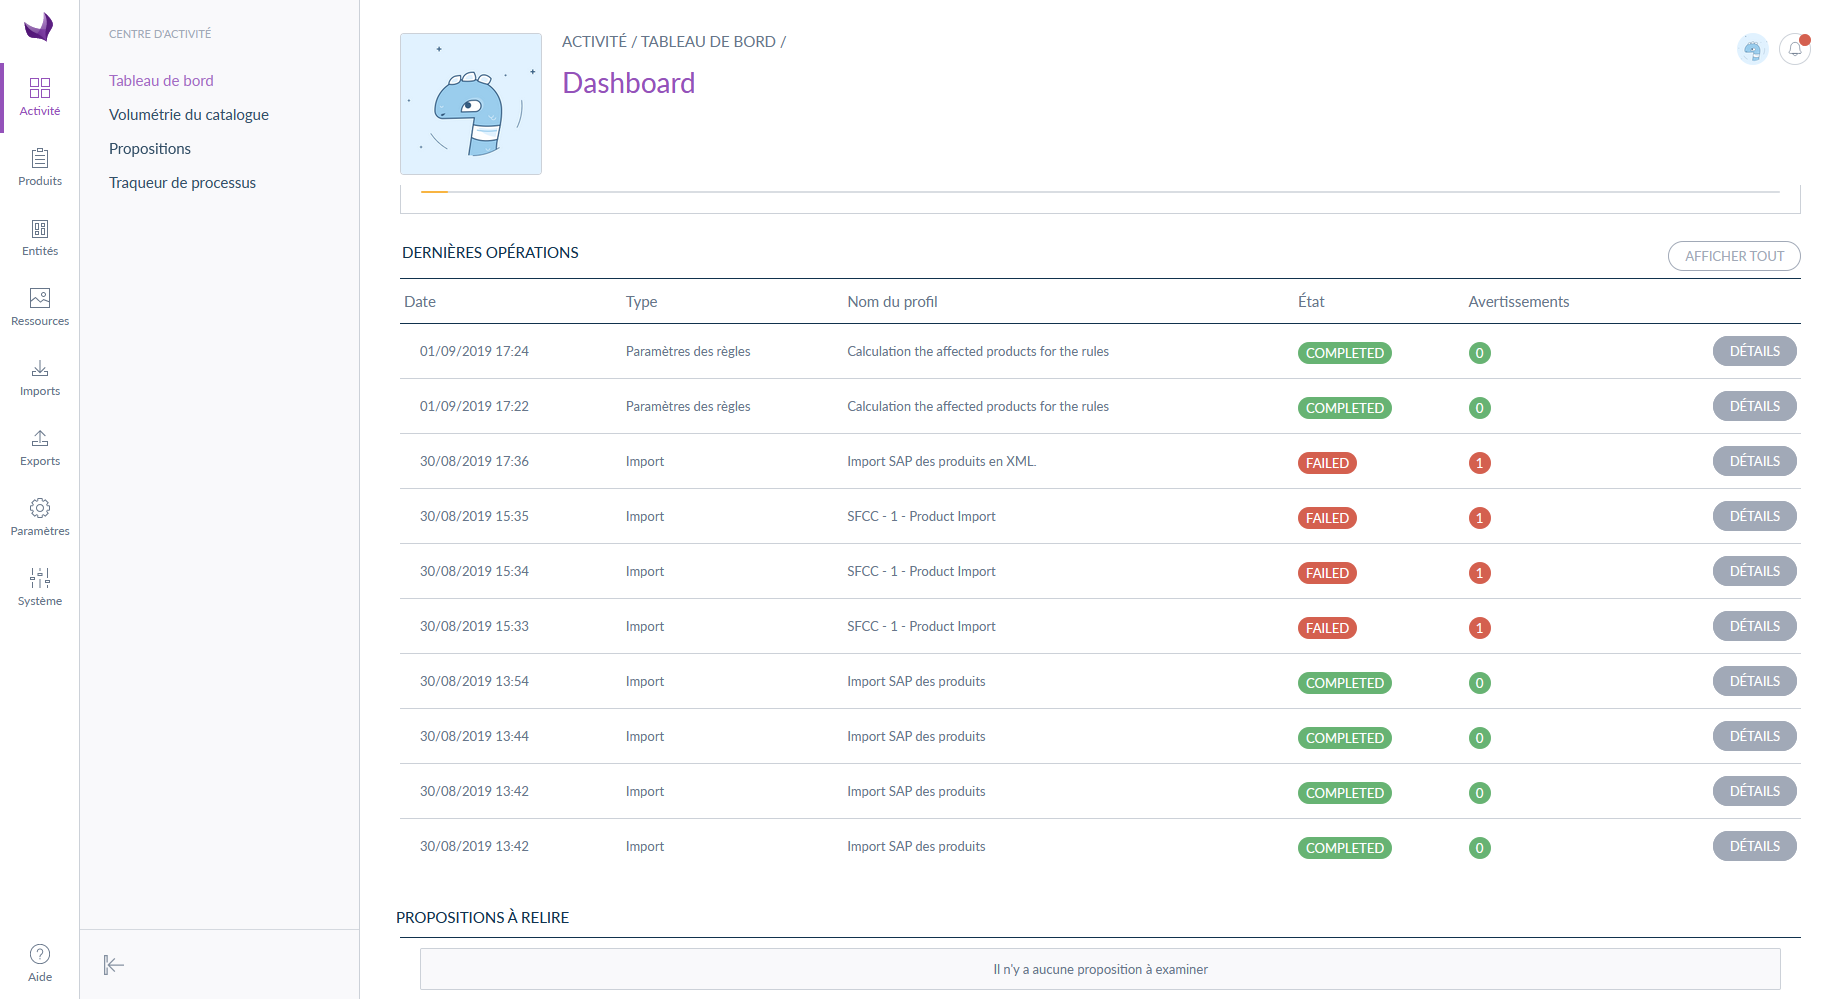 CENTRE D'ACTIVITÉ
Tableau de bord
Volumétrie du catalogue
Propositions
Traqueur de processus
Activité
Produits
Entités
Ressources
Imports
Exports
Paramètres
Système
Aide
ACTIVITÉ / TABLEAU DE BORD /
Dashboard
DERNIÈRES OPÉRATIONS
AFFICHER TOUT
Date Type Nom du profil État Avertissements
01/09/2019 17:24 Paramètres des règles Calculation the affected products for the rules COMPLETED 0 DÉTAILS
01/09/2019 17:22 Paramètres des règles Calculation the affected products for the rules COMPLETED 0 DÉTAILS
30/08/2019 17:36 Import Import SAP des produits en XML. FAILED 1 DÉTAILS
30/08/2019 15:35 Import SFCC - 1 - Product Import FAILED 1 DÉTAILS
30/08/2019 15:34 Import SFCC - 1 - Product Import FAILED 1 DÉTAILS
30/08/2019 15:33 Import SFCC - 1 - Product Import FAILED 1 DÉTAILS
30/08/2019 13:54 Import Import SAP des produits COMPLETED 0 DÉTAILS
30/08/2019 13:44 Import Import SAP des produits COMPLETED 0 DÉTAILS
30/08/2019 13:42 Import Import SAP des produits COMPLETED 0 DÉTAILS
30/08/2019 13:42 Import Import SAP des produits COMPLETED 0 DÉTAILS
PROPOSITIONS À RELIRE
Il n'y a aucune proposition à examiner